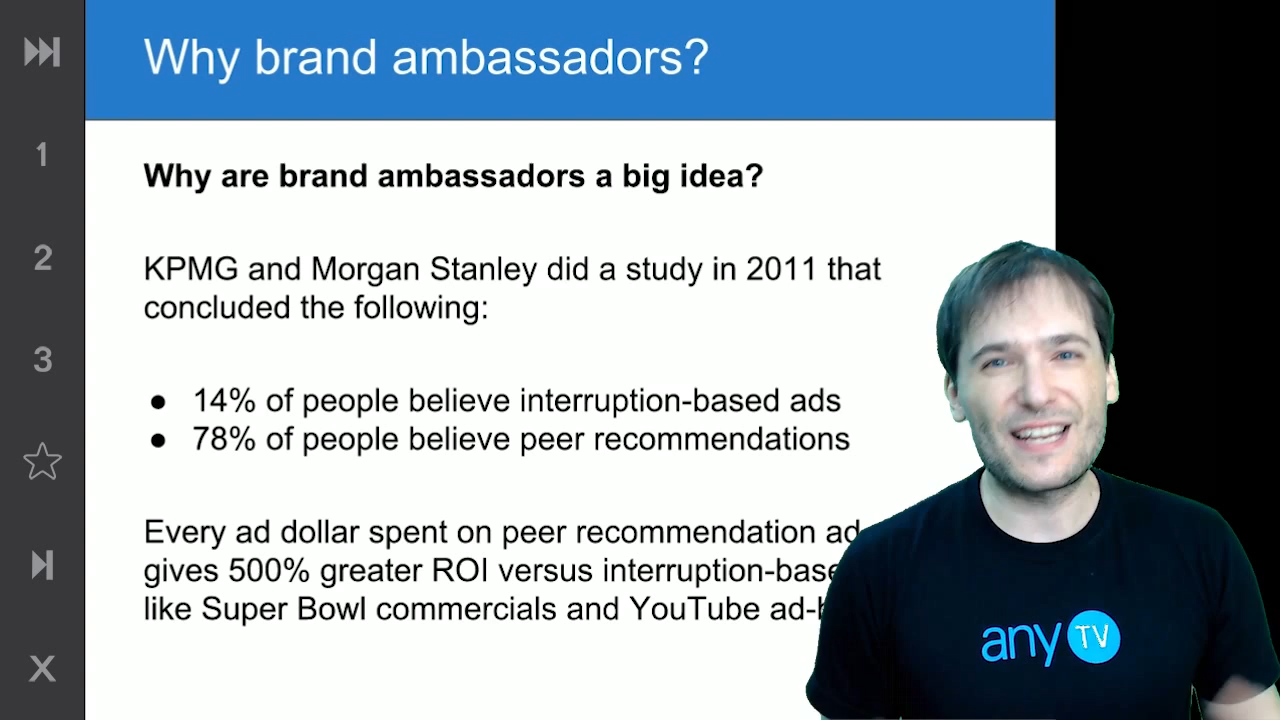 Why brand ambassadors?
1
2
3
X
Why are brand ambassadors a big idea?
KPMG and Morgan Stanley did a study in 2011 that
concluded the following:
● 14% of people believe interruption-based ads
● 78% of people believe peer recommendations
Every ad dollar spent on peer recommendation
gives 500% greater ROI versus
like Super Bowl commercials and YouTube
any TV